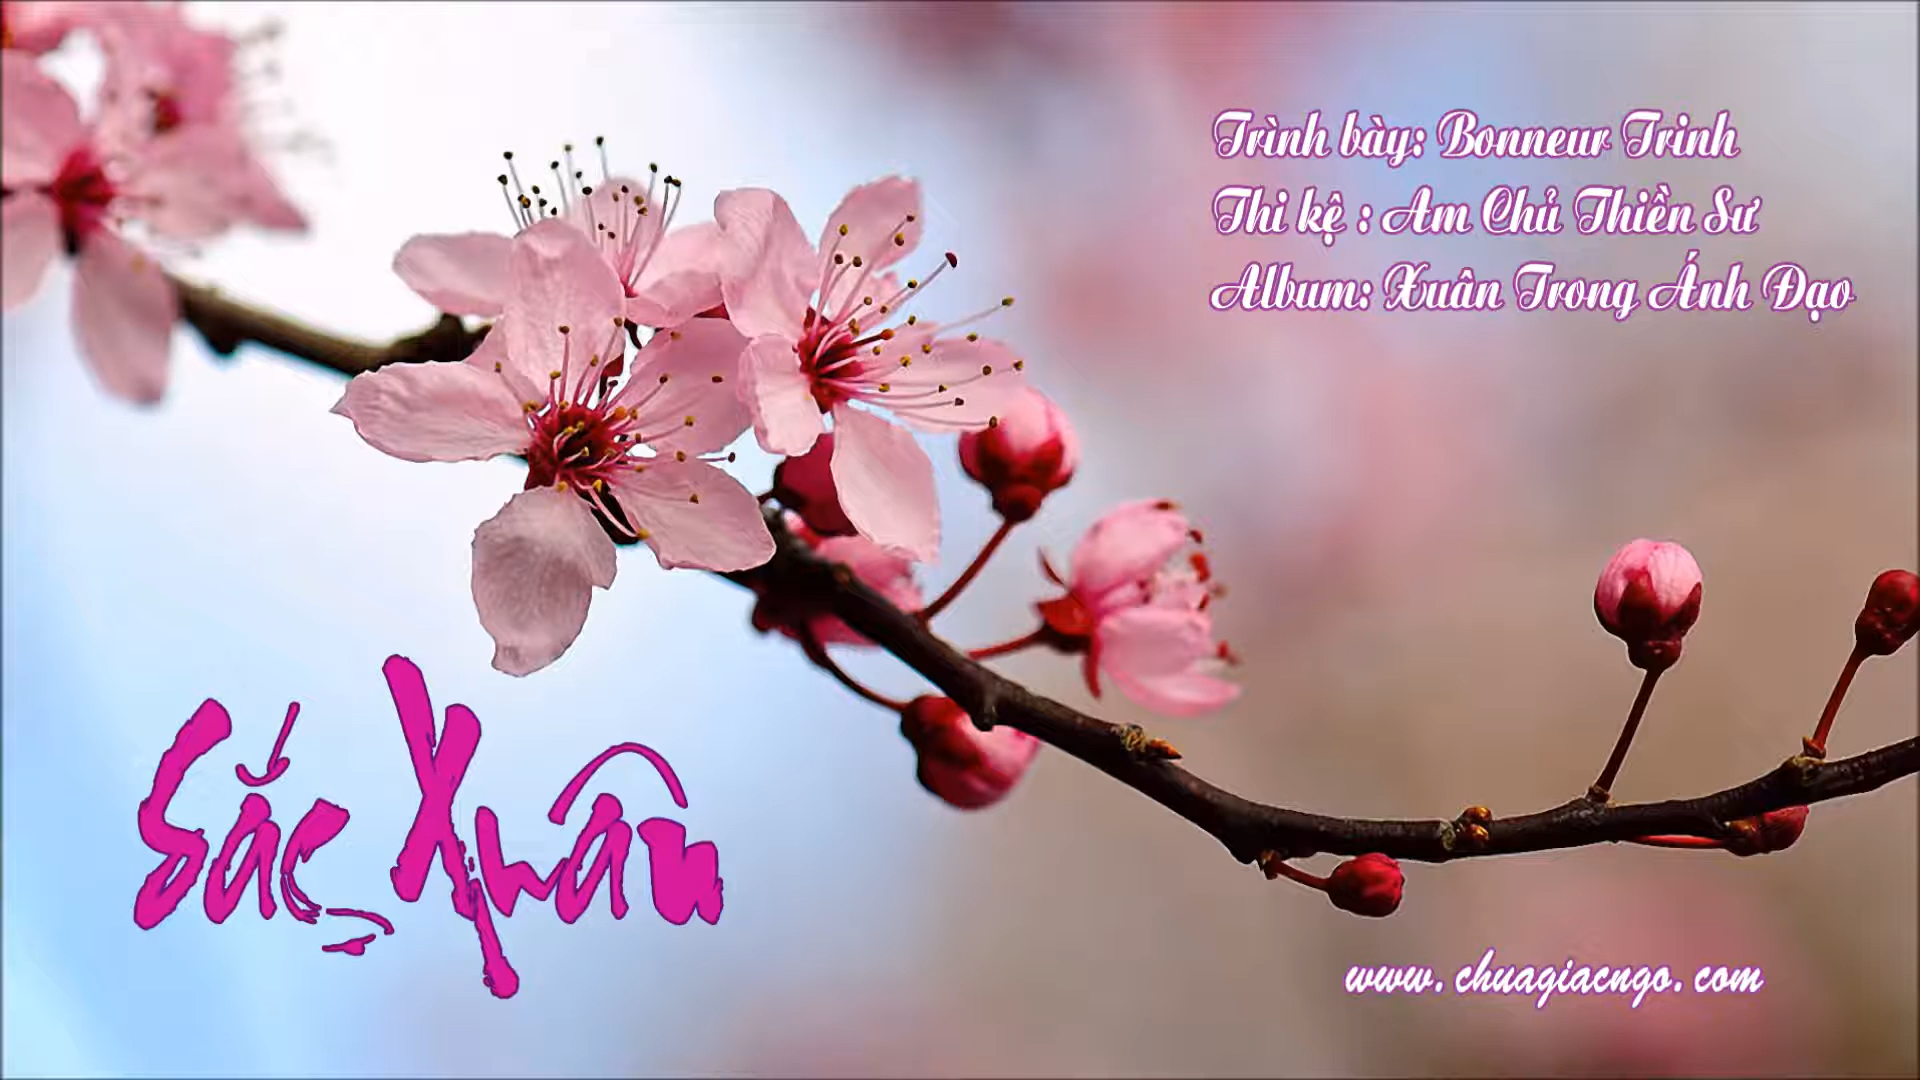 Trình bày: Bonneur Trinh
Thi kệ : Am Chủ Thiền Sư
Album: Xuân Trong Ánh Đạo
Sắc Xuân
www.chuagiacngo.com